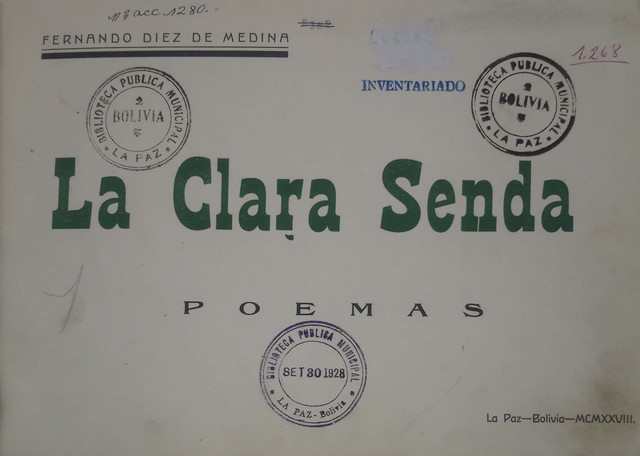 nº acc. 1280.-
FERNANDO DIEZ DE MEDINA
INVENTARIADO
1.268
BIBLIOTECA PUBLICA MUNICIPAL
BOLIVIA
LA PAZ
BIBLIOTECA PUBLICA MUNICIPAL
BOLIVIA
LA PAZ
La Clara Senda
POEMAS
BIBLIOTECA PUBLICA MUNICIPAL
SET 30 1928
LA PAZ - Bolivia
La Paz—Bolivia—MCMXXVIII.